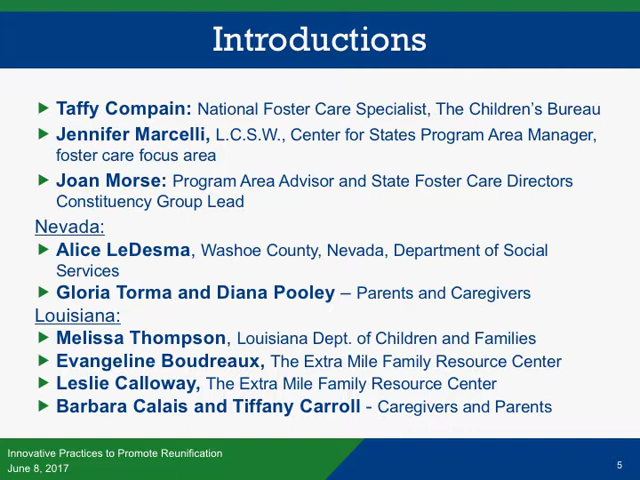 Introductions
Taffy Compain: National Foster Care Specialist, The Children's Bureau
Jennifer Marcelli, L.C.S.W., Center for States Program Area Manager,
foster care focus area
Joan Morse: Program Area Advisor and State Foster Care Directors
Constituency Group Lead
Nevada:
Alice LeDesma, Washoe County, Nevada, Department of Social
Services
Gloria Torma and Diana Pooley – Parents and Caregivers
Louisiana:
Melissa Thompson, Louisiana Dept. of Children and Families
Evangeline Boudreaux, The Extra Mile Family Resource Center
Leslie Calloway, The Extra Mile Family Resource Center
Barbara Calais and Tiffany Carroll - Caregivers and Parents
Innovative Practices to Promote Reunification
June 8, 2017
5